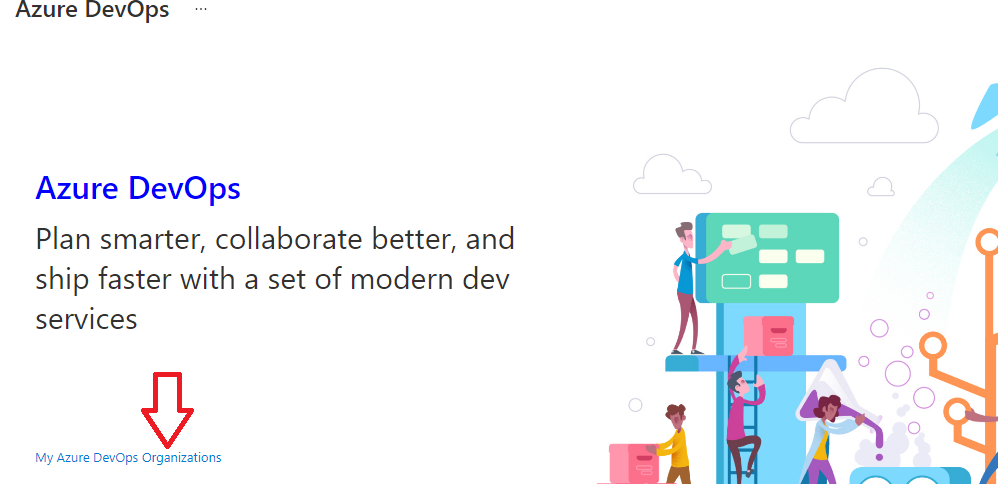 Azure DevOps ...
Azure DevOps
Plan smarter, collaborate better, and
ship faster with a set of modern dev
services
My Azure DevOps Organizations